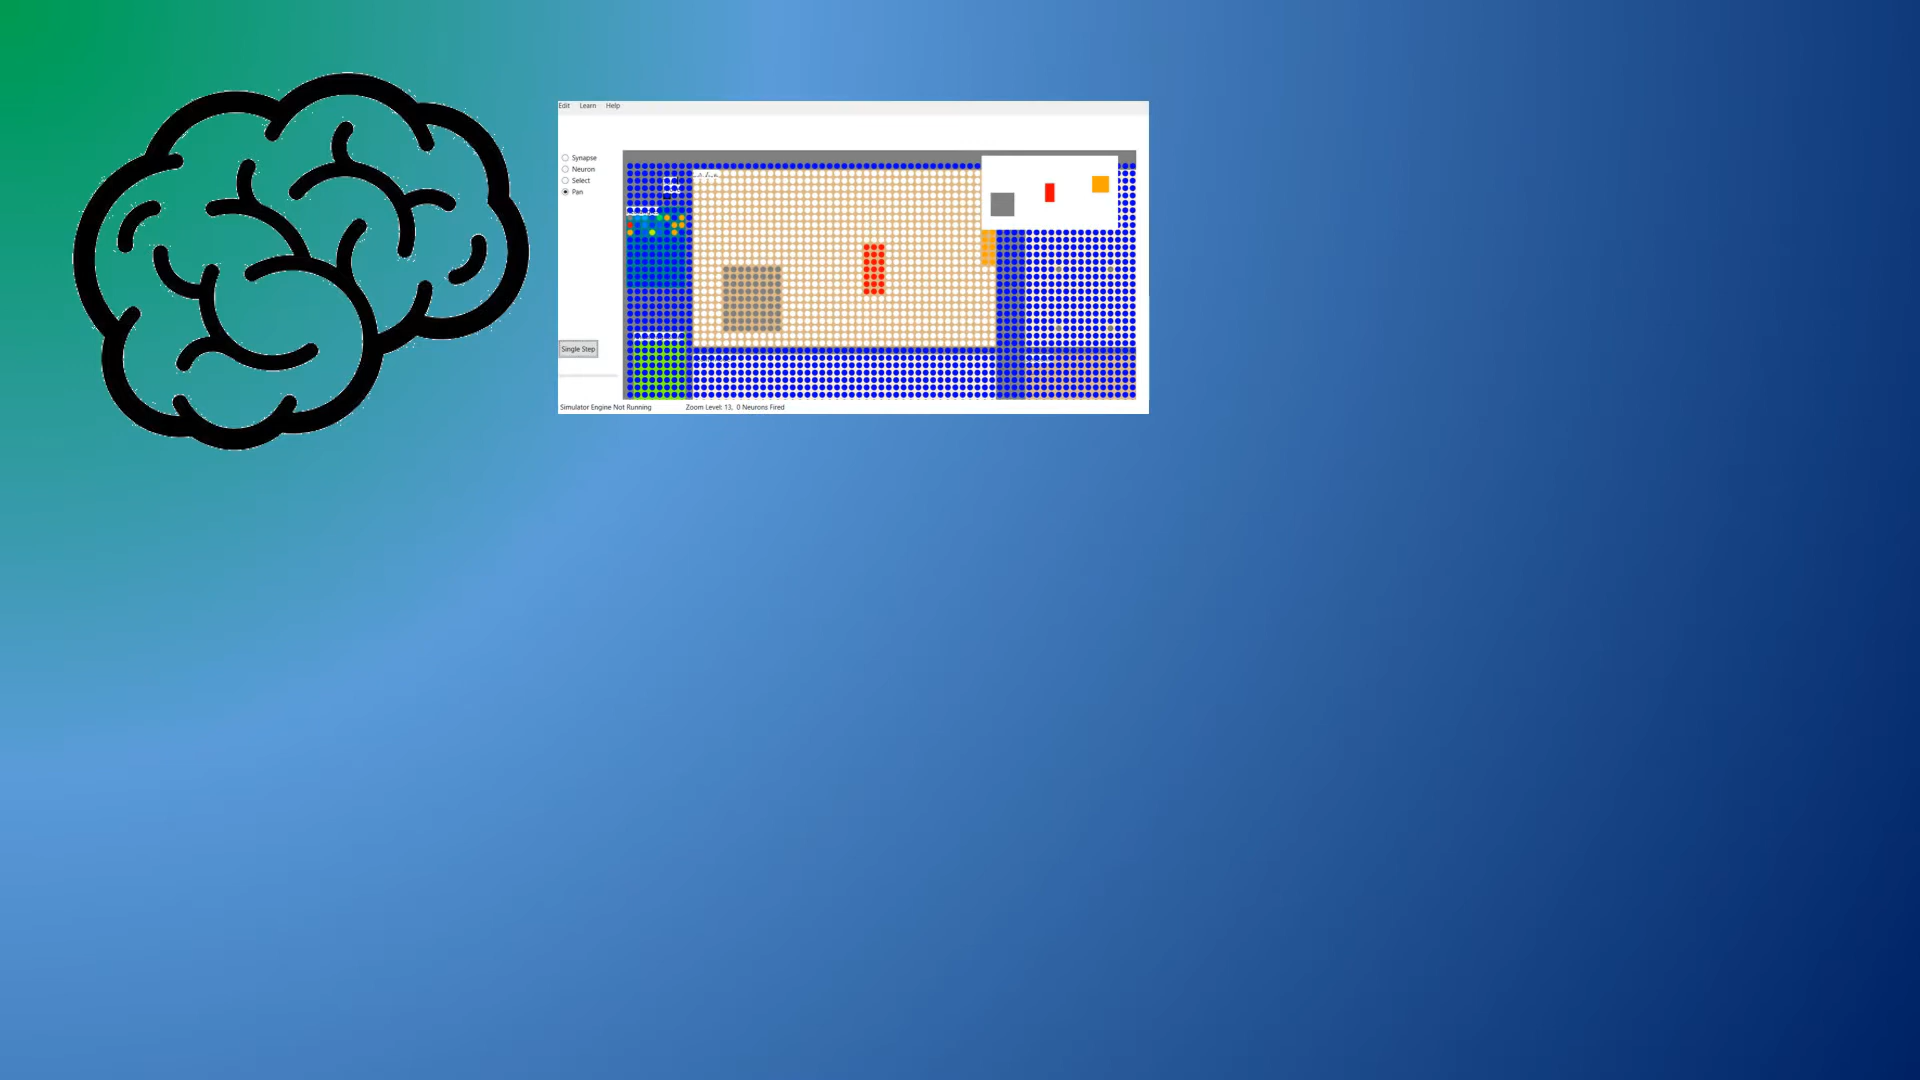 Edit Learn Help
Synapse
Neuron
Select
Pan
Single Step
Simulator Engine Not Running Zoom Level: 13, 0 Neurons Fired